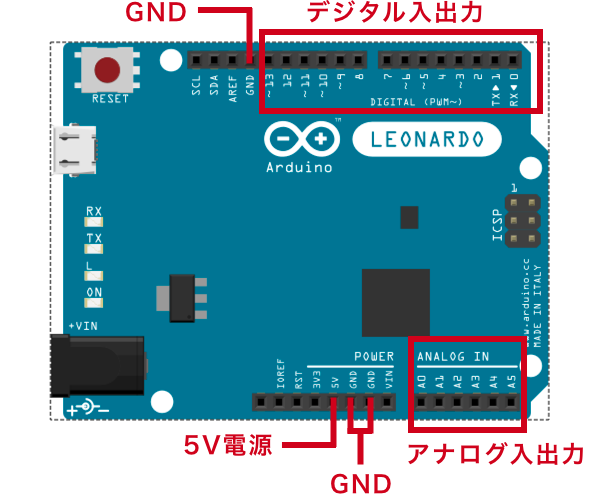 GND
デジタル入出力
SCL
SDA
AREF
GND
~13
12
~11
~10
~9
8
7
~6
~5
4
~3
2
TX▶1
RX◀0
DIGITAL (PWM~)
RESET
™
Arduino
LEONARDO
1
ICSP
RX
TX
L
ON
+VIN
www.arduino.cc
MADE IN ITALY
POWER
ANALOG IN
IOREF
RST
3V3
5V
GND
GND
VIN
A0
A1
A2
A3
A4
A5
5V電源
GND
アナログ入出力